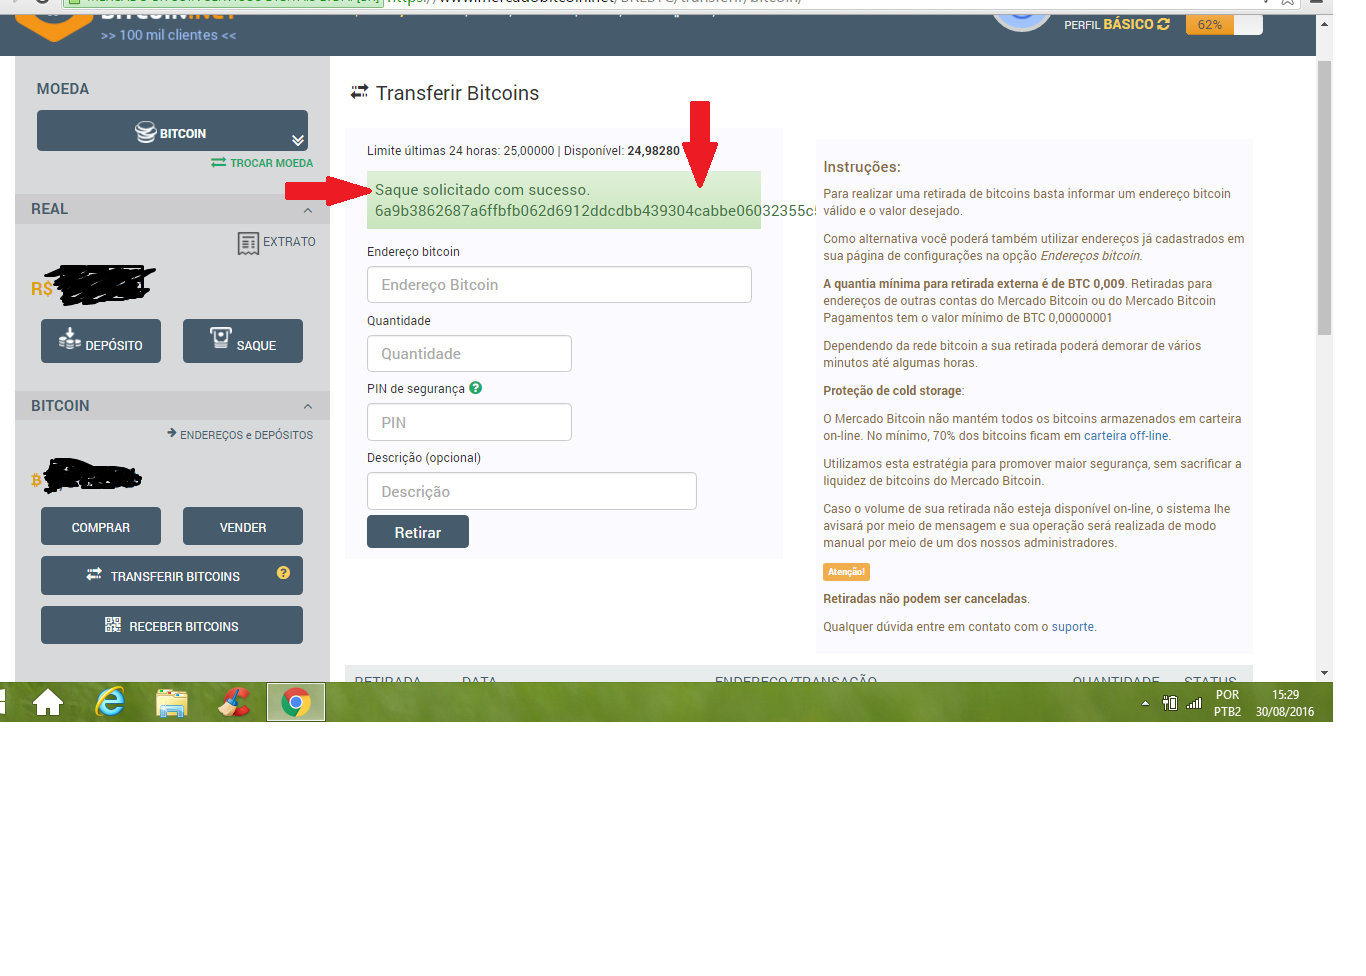 BITCOIN.NET
>> 100 mil clientes <<
PERFIL BÁSICO
62%
MOEDA
BITCOIN
TROCAR MOEDA
REAL
EXTRATO
R$
DEPÓSITO
SAQUE
BITCOIN
ENDEREÇOS e DEPÓSITOS
COMPRAR
VENDER
TRANSFERIR BITCOINS
?
RECEBER BITCOINS
Transferir Bitcoins
Limite últimas 24 horas: 25,00000 | Disponível: 24,98280
Saque solicitado com sucesso.
6a9b3862687a6ffbfb062d6912ddcdbb439304cabbe06032355c
Endereço bitcoin
Endereço Bitcoin
Quantidade
Quantidade
PIN de segurança ?
PIN
Descrição (opcional)
Descrição
Retirar
Instruções:
Para realizar uma retirada de bitcoins basta informar um endereço bitcoin
válido e o valor desejado.
Como alternativa você poderá também utilizar endereços já cadastrados em
sua página de configurações na opção Endereços bitcoin.
A quantia mínima para retirada externa é de BTC 0,009. Retiradas para
endereços de outras contas do Mercado Bitcoin ou do Mercado Bitcoin
Pagamentos tem o valor mínimo de BTC 0,00000001
Dependendo da rede bitcoin a sua retirada poderá demorar de vários
minutos até algumas horas.
Proteção de cold storage:
O Mercado Bitcoin não mantém todos os bitcoins armazenados em carteira
on-line. No mínimo, 70% dos bitcoins ficam em carteira off-line.
Utilizamos esta estratégia para promover maior segurança, sem sacrificar a
liquidez de bitcoins do Mercado Bitcoin.
Caso o volume de sua retirada não esteja disponível on-line, o sistema lhe
avisará por meio de mensagem e sua operação será realizada de modo
manual por meio de um dos nossos administradores.
Atenção!
Retiradas não podem ser canceladas.
Qualquer dúvida entre em contato com o suporte.
RETIRADA DATA ENDEREÇO/TRANSAÇÃO QUANTIDADE STATUS
POR 15:29
PTB2 30/08/2016